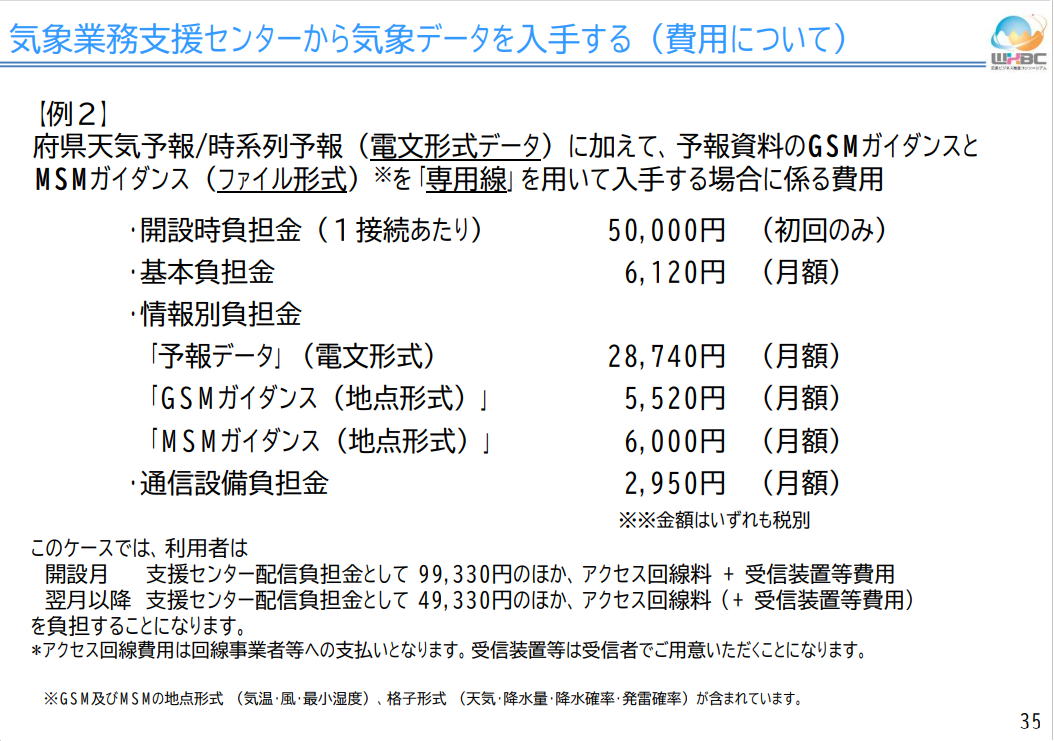 気象業務支援センターから気象データを入手する（費用について）
WXBC
気象ビジネス推進コンソーシアム
【例２】
府県天気予報/時系列予報（電文形式データ）に加えて、予報資料のGSMガイダンスと
MSMガイダンス（ファイル形式）※を「専用線」を用いて入手する場合に係る費用
・開設時負担金（１接続あたり） 50,000円 （初回のみ）
・基本負担金 6,120円 （月額）
・情報別負担金
「予報データ」（電文形式） 28,740円 （月額）
「GSMガイダンス（地点形式）」 5,520円 （月額）
「MSMガイダンス（地点形式）」 6,000円 （月額）
・通信設備負担金 2,950円 （月額）
※※金額はいずれも税別
このケースでは、利用者は
開設月 支援センター配信負担金として 99,330円のほか、アクセス回線料 + 受信装置等費用
翌月以降 支援センター配信負担金として 49,330円のほか、アクセス回線料（+ 受信装置等費用）
を負担することになります。
*アクセス回線費用は回線事業者等への支払いとなります。受信装置等は受信者でご用意いただくことになります。
※GSM及びMSMの地点形式 （気温・風・最小湿度）、格子形式 （天気・降水量・降水確率・発雷確率）が含まれています。
35